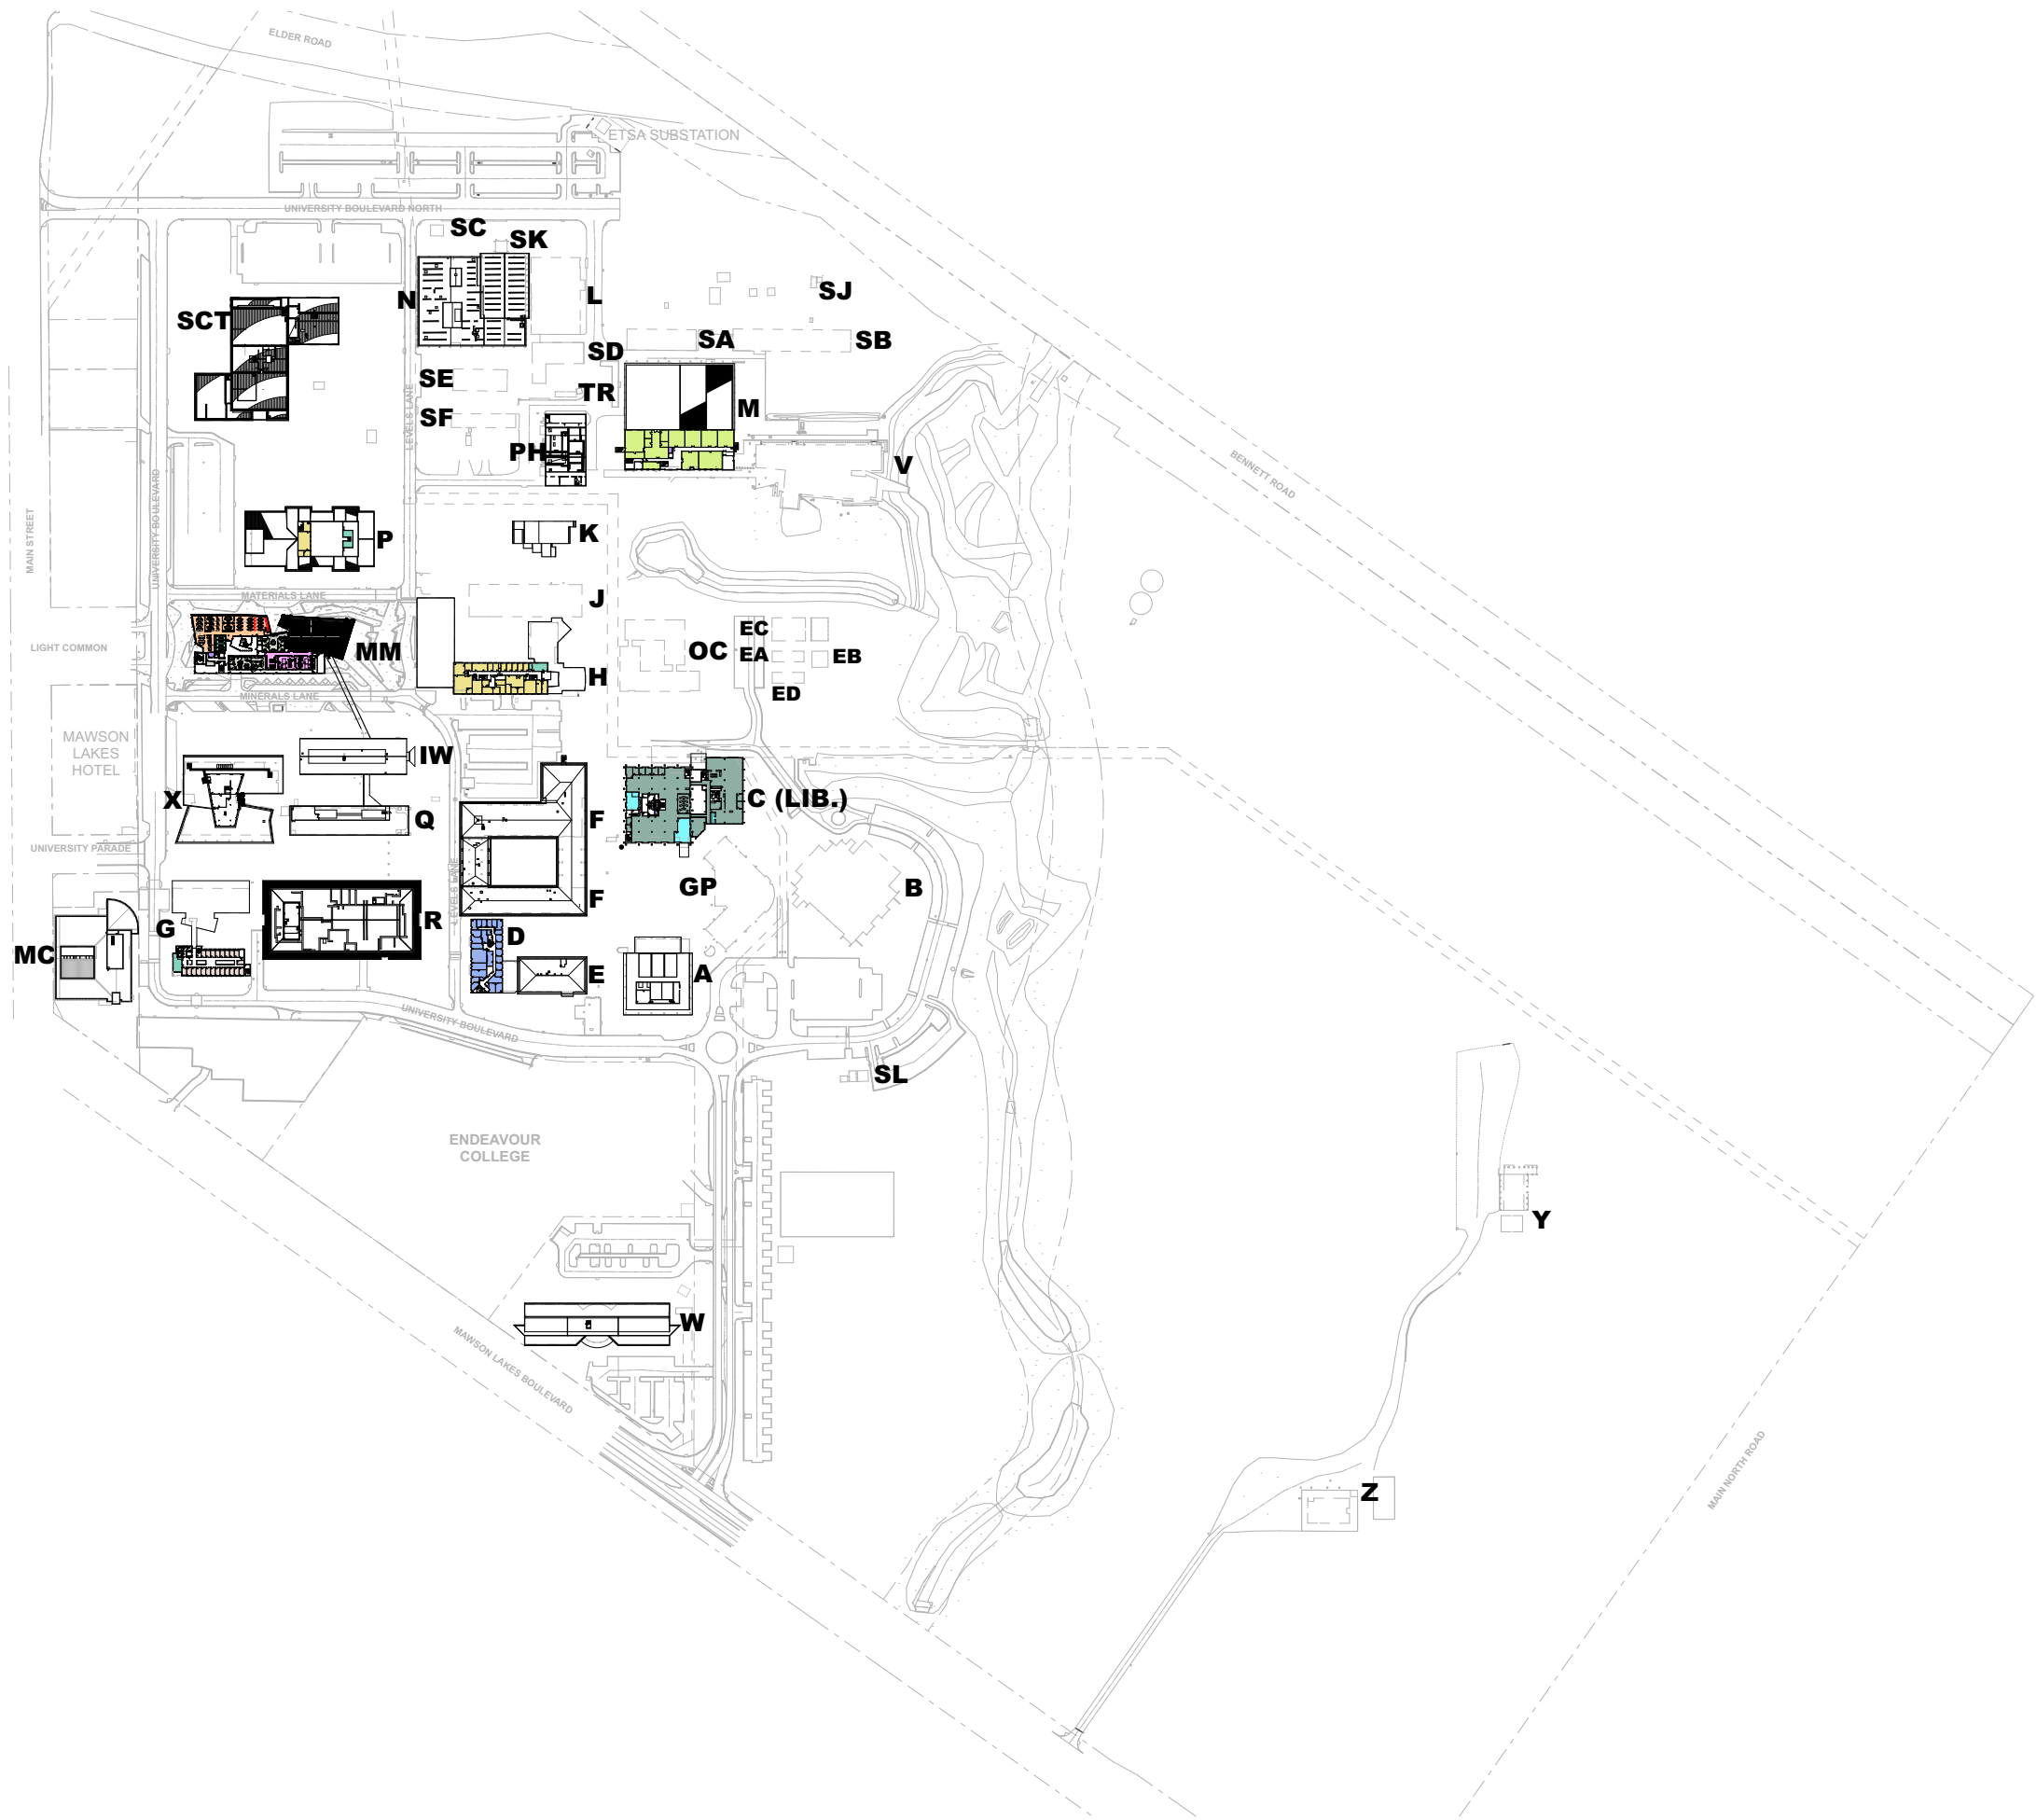 ELDER ROAD
ETSA SUBSTATION
UNIVERSITY BOULEVARD NORTH
SC
SK
SJ
N
L
SCT
SA
SB
SD
SE
TR
M
SF
LEVELS LANE
PH
V
BENNETT ROAD
MAIN STREET
UNIVERSITY BOULEVARD
P
K
MATERIALS LANE
J
EC
LIGHT COMMON
MM
OC
EA
EB
H
ED
MINERALS LANE
MAWSON
LAKES
HOTEL
IW
X
Q
F
C (LIB.)
UNIVERSITY PARADE
LEVELS LANE
GP
B
F
R
G
D
MC
E
A
UNIVERSITY BOULEVARD
SL
ENDEAVOUR
COLLEGE
Y
W
MAWSON LAKES BOULEVARD
MAIN NORTH ROAD
Z